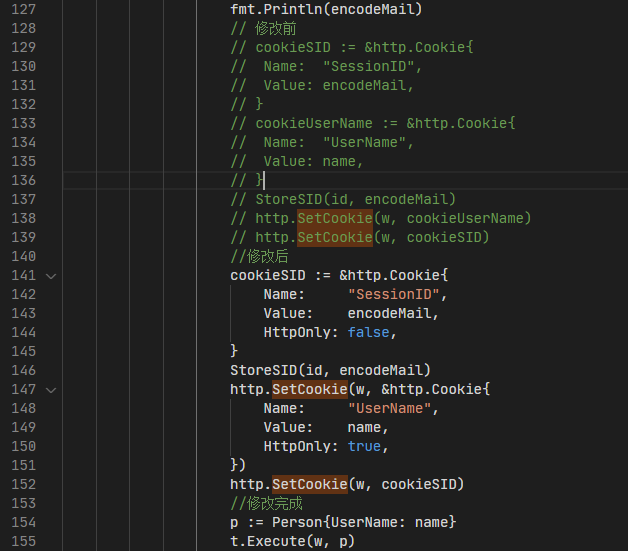 127 fmt.Println(encodeMail)
128 // 修改前
129 // cookieSID := &http.Cookie{
130 //  Name:  "SessionID",
131 //  Value: encodeMail,
132 // }
133 // cookieUserName := &http.Cookie{
134 //  Name:  "UserName",
135 //  Value: name,
136 // }
137 // StoreSID(id, encodeMail)
138 // http.SetCookie(w, cookieUserName)
139 // http.SetCookie(w, cookieSID)
140 //修改后
141 cookieSID := &http.Cookie{
142     Name:     "SessionID",
143     Value:    encodeMail,
144     HttpOnly: false,
145 }
146 StoreSID(id, encodeMail)
147 http.SetCookie(w, &http.Cookie{
148     Name:     "UserName",
149     Value:    name,
150     HttpOnly: true,
151 })
152 http.SetCookie(w, cookieSID)
153 //修改完成
154 p := Person{UserName: name}
155 t.Execute(w, p)